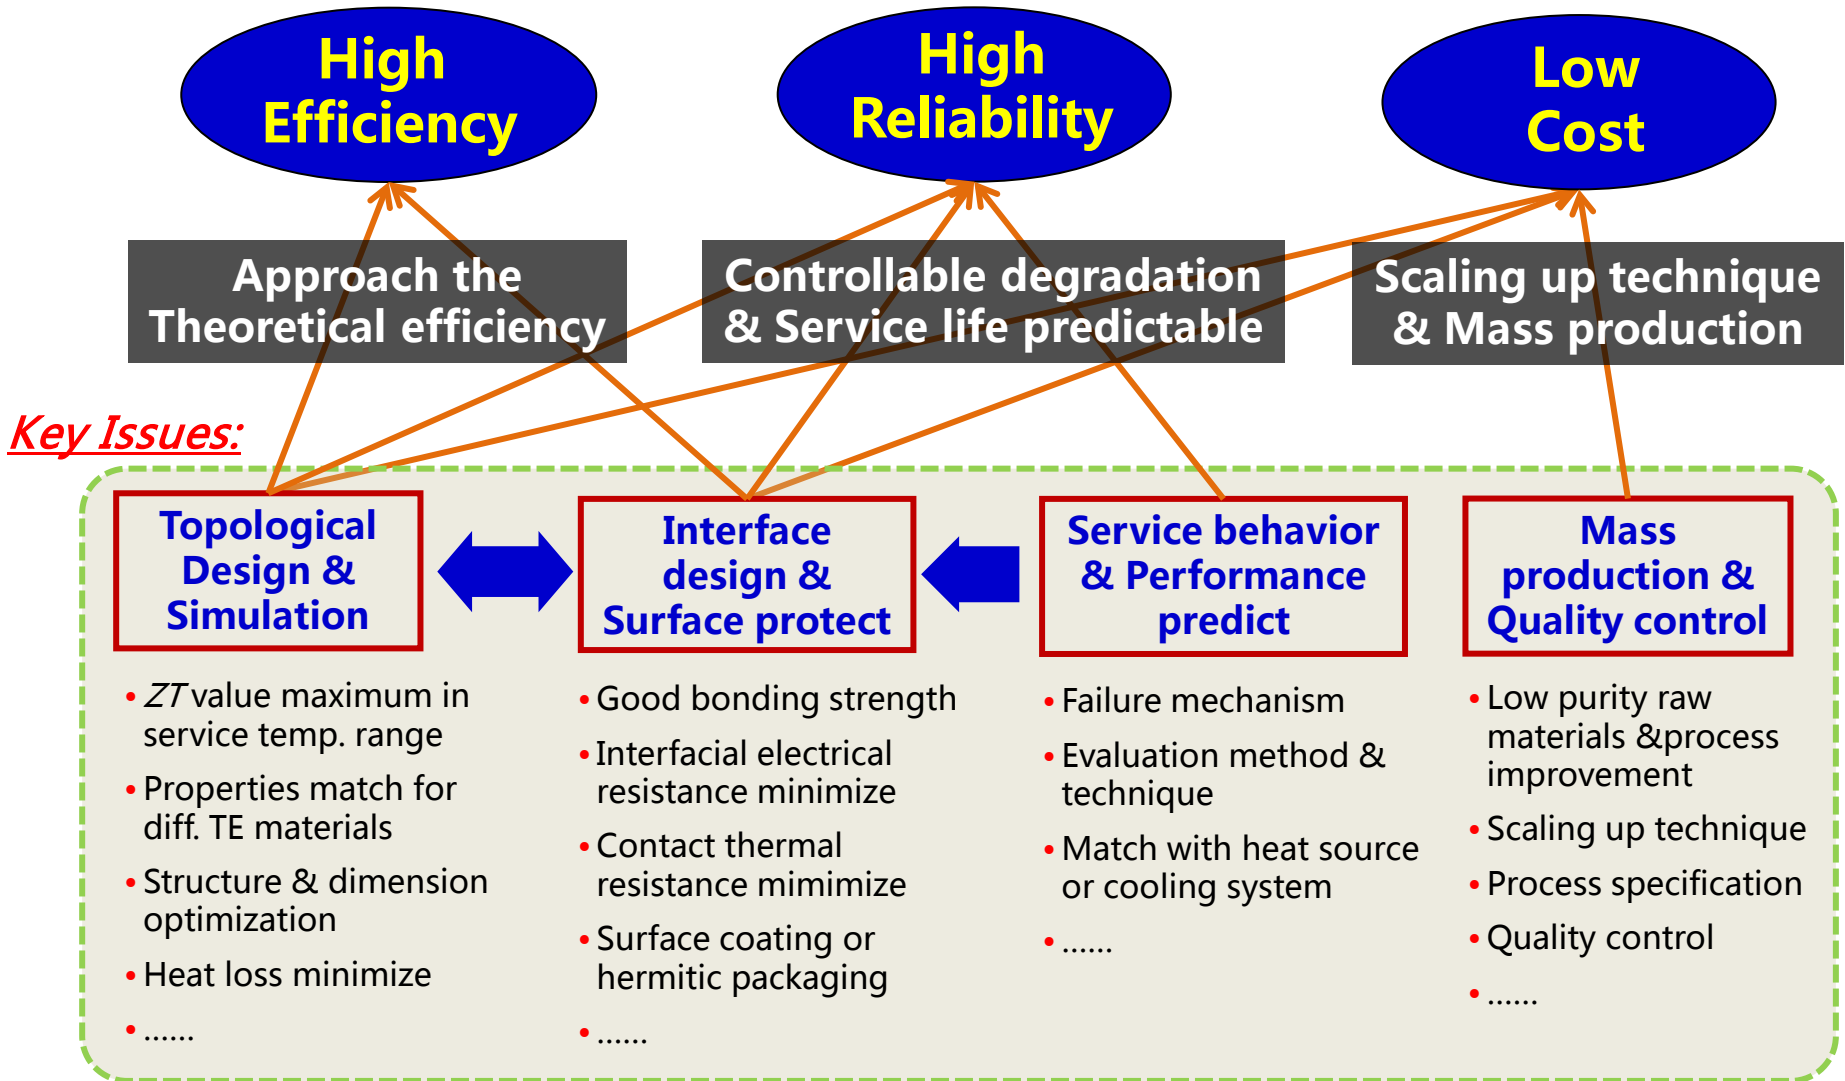 High
Efficiency
High
Reliability
Low
Cost
Approach the
Theoretical efficiency
Controllable degradation
& Service life predictable
Scaling up technique
& Mass production
Key Issues:
Topological
Design &
Simulation
• ZT value maximum in
service temp. range
• Properties match for
diff. TE materials
• Structure & dimension
optimization
• Heat loss minimize
• ......
Interface
design &
Surface protect
• Good bonding strength
• Interfacial electrical
resistance minimize
• Contact thermal
resistance mimimize
• Surface coating or
hermitic packaging
• ......
Service behavior
& Performance
predict
• Failure mechanism
• Evaluation method &
technique
• Match with heat source
or cooling system
• ......
Mass
production &
Quality control
• Low purity raw
materials &process
improvement
• Scaling up technique
• Process specification
• Quality control
• ......